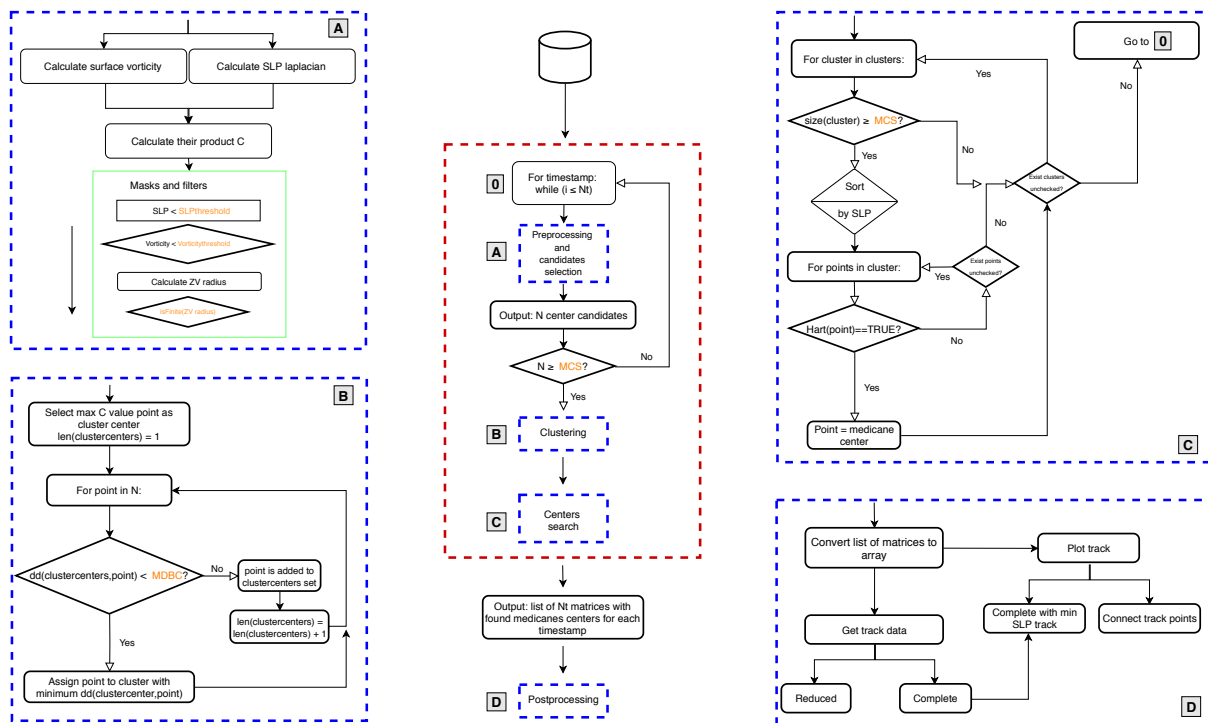 A
Calculate surface vorticity
Calculate SLP laplacian
Calculate their product C
Masks and filters
SLP < SLPthreshold
Vorticity < Vorticitythreshold
Calculate ZV radius
isFinite(ZV radius)
B
Select max C value point as
cluster center
len(clustercenters) = 1
For point in N:
dd(clustercenters,point) < MDBC?
No
point is added to
clustercenters set
len(clustercenters) =
len(clustercenters) + 1
Yes
Assign point to cluster with
minimum dd(clustercenter,point)
0
For timestamp:
while (i ≤ Nt)
A
Preprocessing
and
candidates
selection
Output: N center candidates
N ≥ MCS?
No
Yes
B
Clustering
C
Centers
search
Output: list of Nt matrices with
found medicanes centers for each
timestamp
D
Postprocessing
For cluster in clusters:
Yes
Go to 0
No
size(cluster) ≥ MCS?
No
Yes
Exist clusters
unchecked?
Sort
by SLP
No
For points in cluster:
Yes
Exist points
unchecked?
Hart(point)==TRUE?
No
Yes
Point = medicane
center
C
Convert list of matrices to
array
Plot track
Get track data
Complete with min
SLP track
Connect track points
Reduced
Complete
D